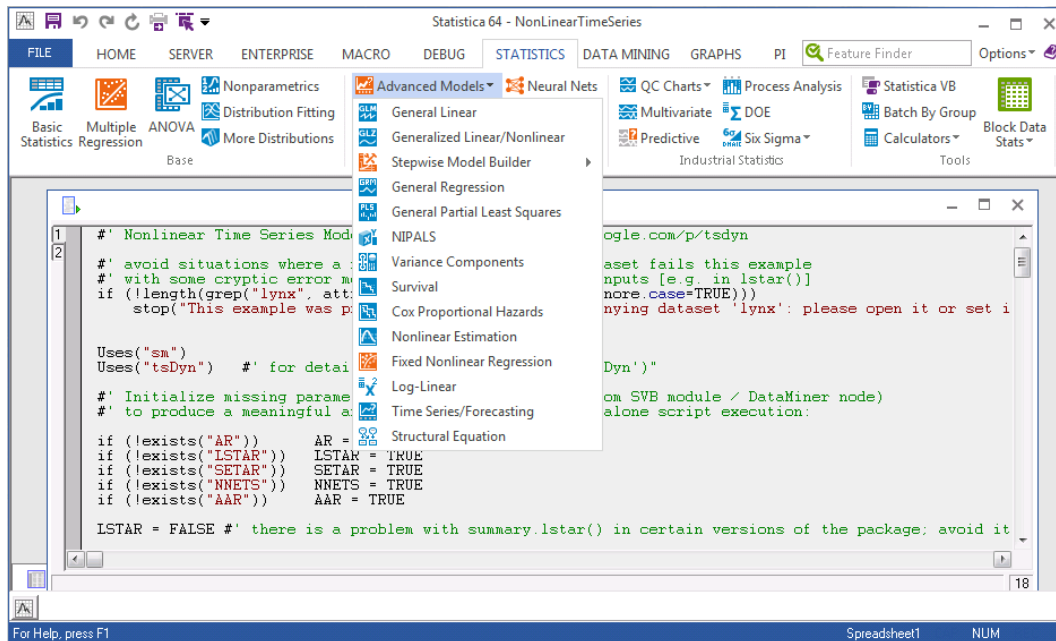 Statistica 64 - NonLinearTimeSeries
FILE HOME SERVER ENTERPRISE MACRO DEBUG STATISTICS DATA MINING GRAPHS PI Feature Finder Options
Basic Statistics
Multiple Regression
ANOVA
Nonparametrics
Distribution Fitting
More Distributions
Base
Advanced Models
Neural Nets
QC Charts
Multivariate
Predictive
Process Analysis
DOE
Six Sigma
Industrial Statistics
Statistica VB
Batch By Group
Calculators
Block Data Stats
Tools
GLM General Linear
GLZ Generalized Linear/Nonlinear
Stepwise Model Builder
GRM General Regression
PLS General Partial Least Squares
NIPALS
Variance Components
Survival
Cox Proportional Hazards
Nonlinear Estimation
Fixed Nonlinear Regression
Log-Linear
Time Series/Forecasting
Structural Equation
1
2
#' Nonlinear Time Series Mod ogle.com/p/tsdyn
#' avoid situations where a aset fails this example
#' with some cryptic error m nputs [e.g. in lstar()]
if (!length(grep("lynx", att nore.case=TRUE)))
stop("This example was p nying dataset 'lynx': please open it or set i
Uses("sm")
Uses("tsDyn") #' for detai Dyn')"
#' Initialize missing parame om SVB module / DataMiner node)
#' to produce a meaningful a alone script execution:
if (!exists("AR")) AR =
if (!exists("LSTAR")) LSTAR = TRUE
if (!exists("SETAR")) SETAR = TRUE
if (!exists("NNETS")) NNETS = TRUE
if (!exists("AAR")) AAR = TRUE
LSTAR = FALSE #' there is a problem with summary.lstar() in certain versions of the package; avoid it
18
For Help, press F1 Spreadsheet1 NUM